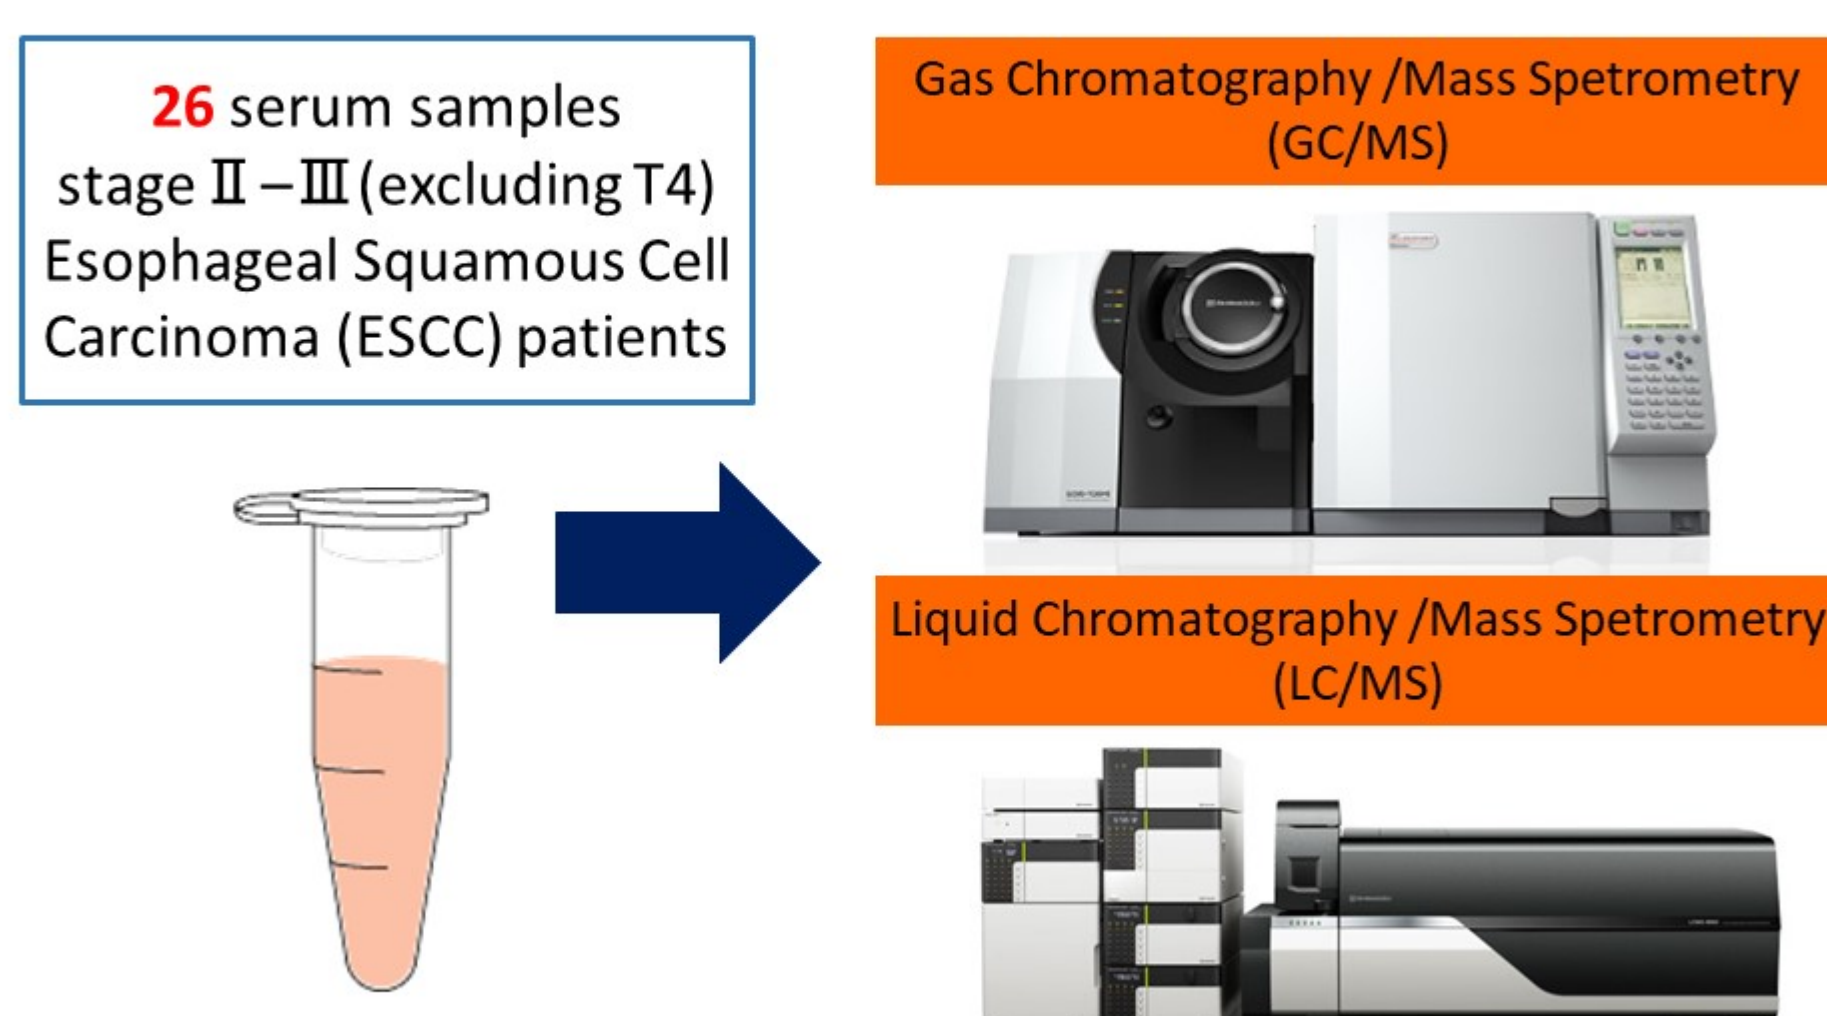 26 serum samples
stage Ⅱ–Ⅲ(excluding T4)
Esophageal Squamous Cell
Carcinoma (ESCC) patients
Gas Chromatography /Mass Spetrometry
(GC/MS)
Liquid Chromatography /Mass Spetrometry
(LC/MS)